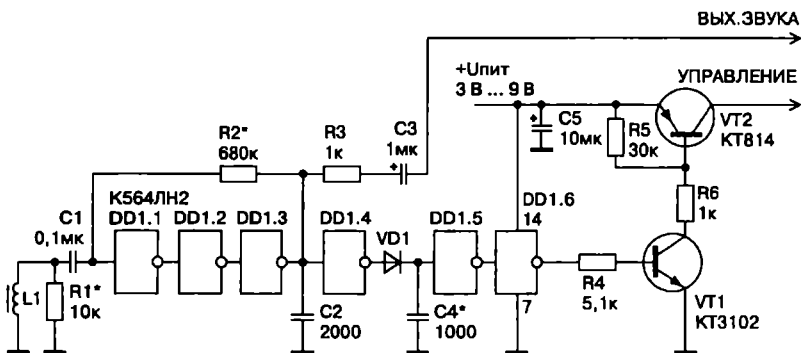 ВЫХ.ЗВУКА
+Uпит
3 В ... 9 В
УПРАВЛЕНИЕ
R2*
680к
R3
1к
C3
1мк
+
+
C5
10мк
R5
30к
VT2
КТ814
К564ЛН2
C1
0,1мк
DD1.1
DD1.2
DD1.3
DD1.4
VD1
DD1.5
DD1.6
14
R6
1к
L1
R1*
10к
C2
2000
C4*
1000
7
R4
5,1к
VT1
КТ3102